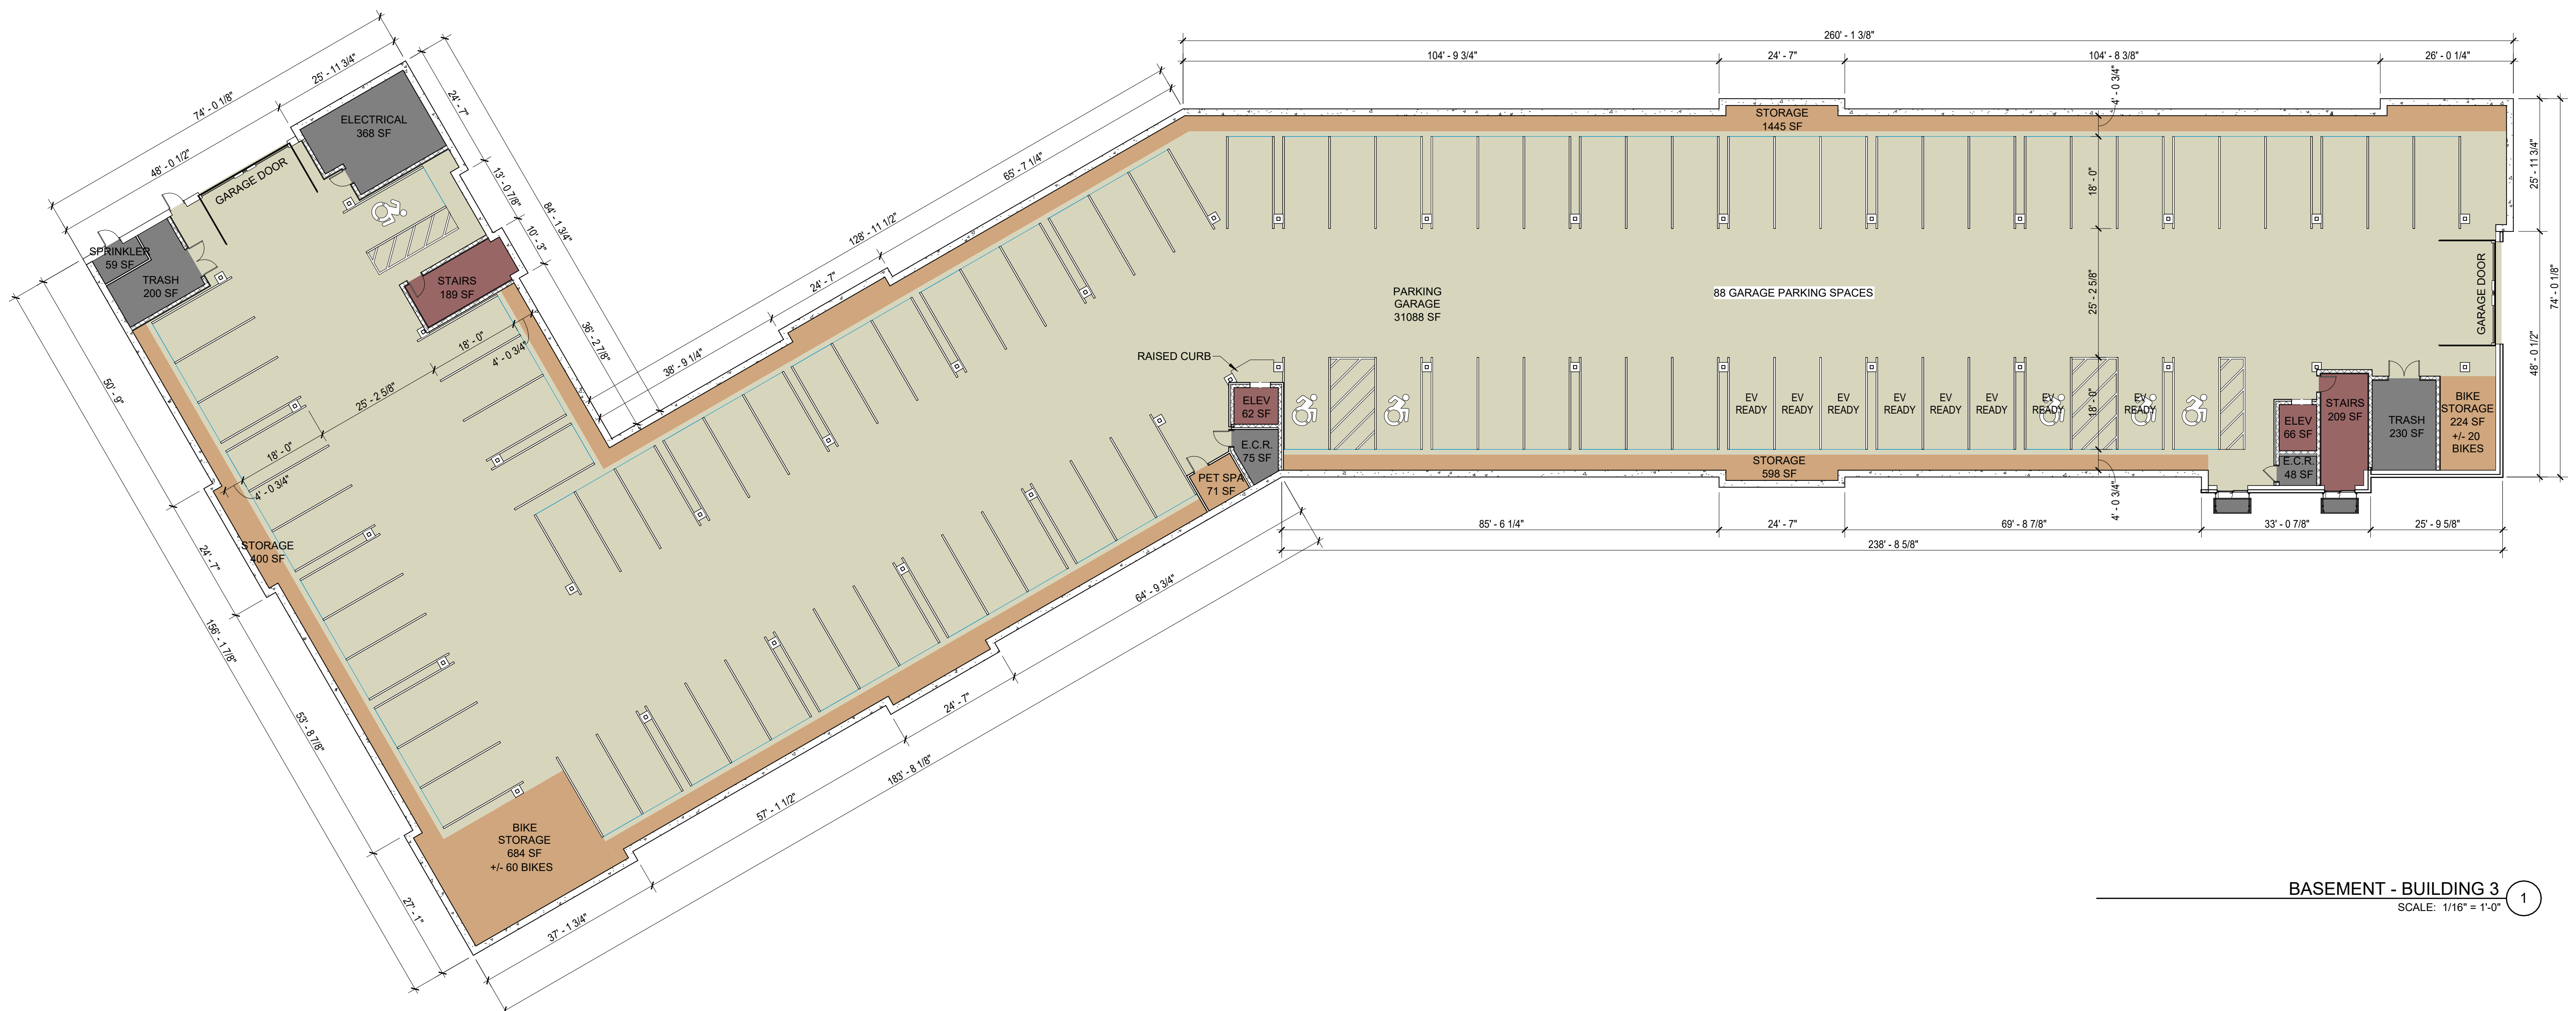 260' - 1 3/8"
104' - 9 3/4"
24' - 7"
104' - 8 3/8"
26' - 0 1/4"
4' - 0 3/4"
74' - 0 1/8"
25' - 11 3/4"
48' - 0 1/2"
24' - 7"
13' - 0 7/8"
84' - 1 3/4"
10' - 3"
36' - 2 7/8"
ELECTRICAL
368 SF
GARAGE DOOR
SPRINKLER
59 SF
TRASH
200 SF
STAIRS
189 SF
18' - 0"
4' - 0 3/4"
25' - 2 5/8"
18' - 0"
4' - 0 3/4"
50' - 9"
24' - 7"
156' - 1 7/8"
53' - 8 7/8"
27' - 1"
STORAGE
400 SF
BIKE
STORAGE
684 SF
+/- 60 BIKES
65' - 7 1/4"
128' - 11 1/2"
24' - 7"
38' - 9 1/4"
37' - 1 3/4"
57' - 1 1/2"
183' - 8 1/8"
24' - 7"
64' - 9 3/4"
STORAGE
1445 SF
18' - 0"
25' - 2 5/8"
18' - 0"
PARKING
GARAGE
31088 SF
88 GARAGE PARKING SPACES
RAISED CURB
ELEV
62 SF
E.C.R.
75 SF
PET SPA
71 SF
EV
READY
EV
READY
EV
READY
EV
READY
EV
READY
EV
READY
EV
READY
EV
READY
STORAGE
598 SF
4' - 0 3/4"
GARAGE DOOR
25' - 11 3/4"
74' - 0 1/8"
48' - 0 1/2"
ELEV
66 SF
E.C.R.
48 SF
STAIRS
209 SF
TRASH
230 SF
BIKE
STORAGE
224 SF
+/- 20
BIKES
85' - 6 1/4"
24' - 7"
69' - 8 7/8"
33' - 0 7/8"
25' - 9 5/8"
238' - 8 5/8"
BASEMENT - BUILDING 3
1
SCALE: 1/16" = 1'-0"